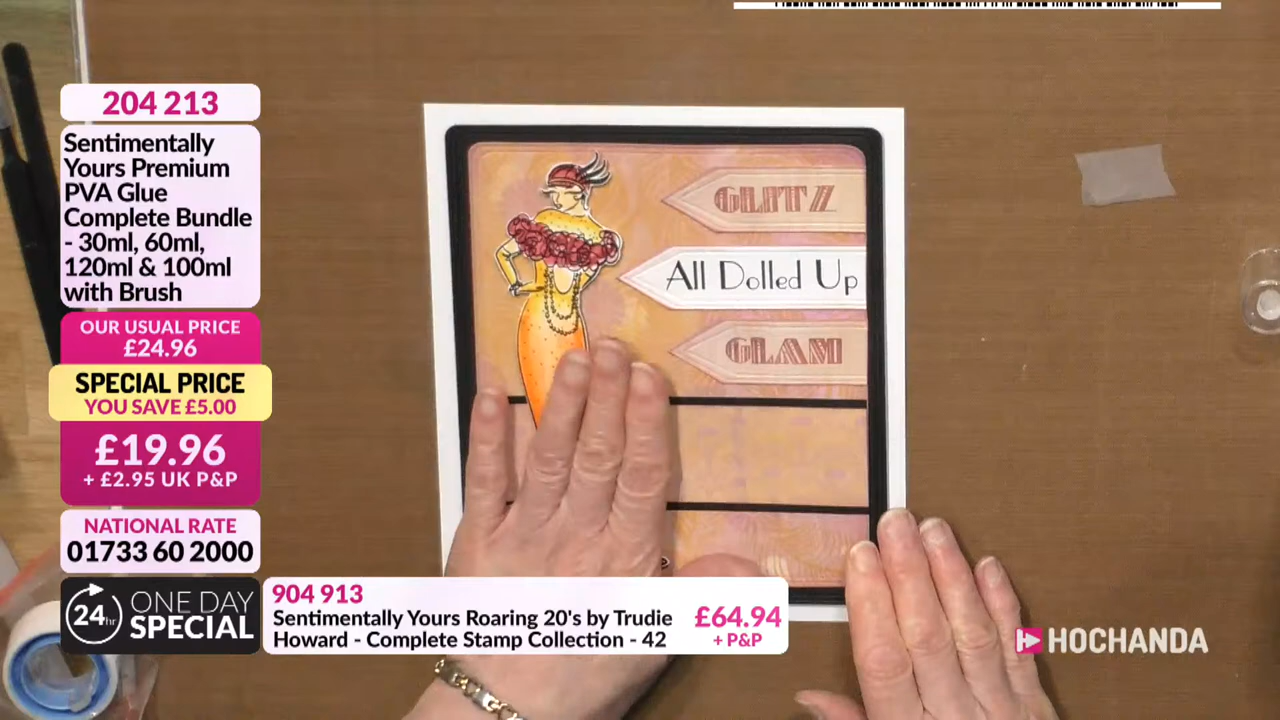 204 213
Sentimentally
Yours Premium
PVA Glue
Complete Bundle
- 30ml, 60ml,
120ml & 100ml
with Brush
OUR USUAL PRICE
£24.96
SPECIAL PRICE
YOU SAVE £5.00
£19.96
+ £2.95 UK P&P
NATIONAL RATE
01733 60 2000
24hr
ONE DAY
SPECIAL
904 913
Sentimentally Yours Roaring 20's by Trudie
Howard - Complete Stamp Collection - 42
£64.94
+ P&P
GLITZ
All Dolled Up
GLAM
HOCHANDA